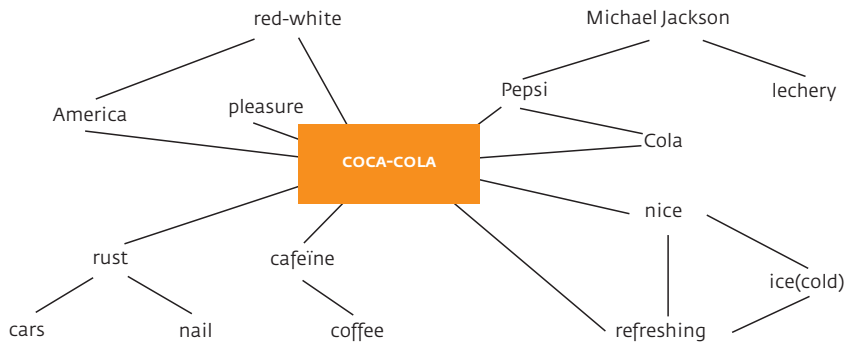 red-white
Michael Jackson
Pepsi
lechery
America
pleasure
Cola
COCA-COLA
nice
rust
cafeïne
ice(cold)
cars
nail
coffee
refreshing